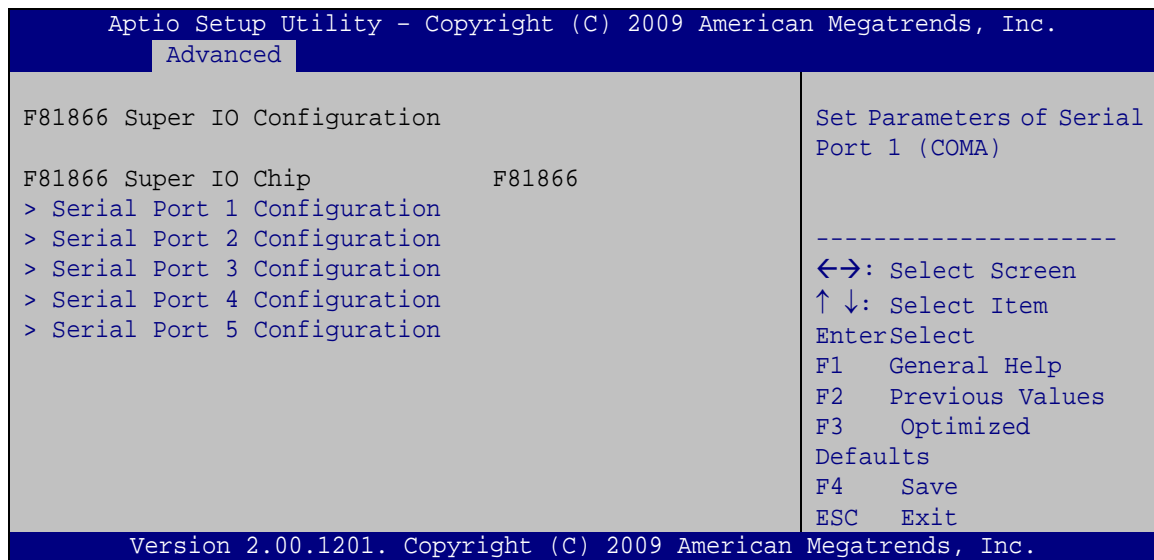 Aptio Setup Utility – Copyright (C) 2009 American Megatrends, Inc.
Advanced
F81866 Super IO Configuration
F81866 Super IO Chip F81866
> Serial Port 1 Configuration
> Serial Port 2 Configuration
> Serial Port 3 Configuration
> Serial Port 4 Configuration
> Serial Port 5 Configuration
Set Parameters of Serial
Port 1 (COMA)
---------------------
←→: Select Screen
↑ ↓: Select Item
EnterSelect
F1 General Help
F2 Previous Values
F3 Optimized
Defaults
F4 Save
ESC Exit
Version 2.00.1201. Copyright (C) 2009 American Megatrends, Inc.